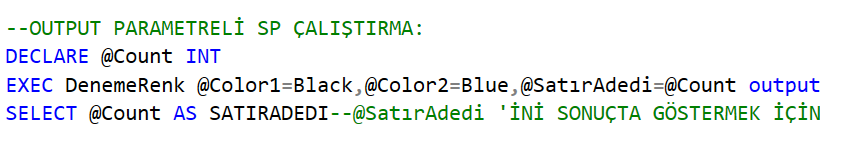 --OUTPUT PARAMETRELİ SP ÇALIŞTIRMA:
DECLARE @Count INT
EXEC DenemeRenk @Color1=Black,@Color2=Blue,@SatırAdedi=@Count output
SELECT @Count AS SATIRADEDI--@SatırAdedi 'İNİ SONUÇTA GÖSTERMEK İÇİN